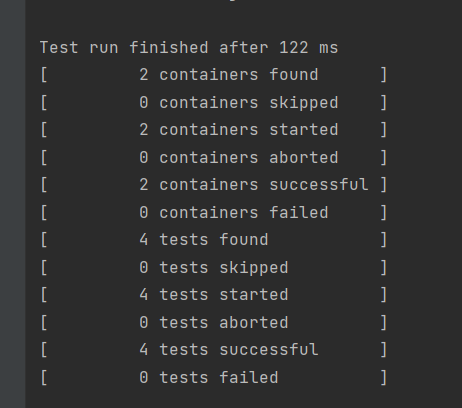 Test run finished after 122 ms
[         2 containers found      ]
[         0 containers skipped    ]
[         2 containers started    ]
[         0 containers aborted    ]
[         2 containers successful ]
[         0 containers failed     ]
[         4 tests found           ]
[         0 tests skipped         ]
[         4 tests started         ]
[         0 tests aborted         ]
[         4 tests successful      ]
[         0 tests failed          ]